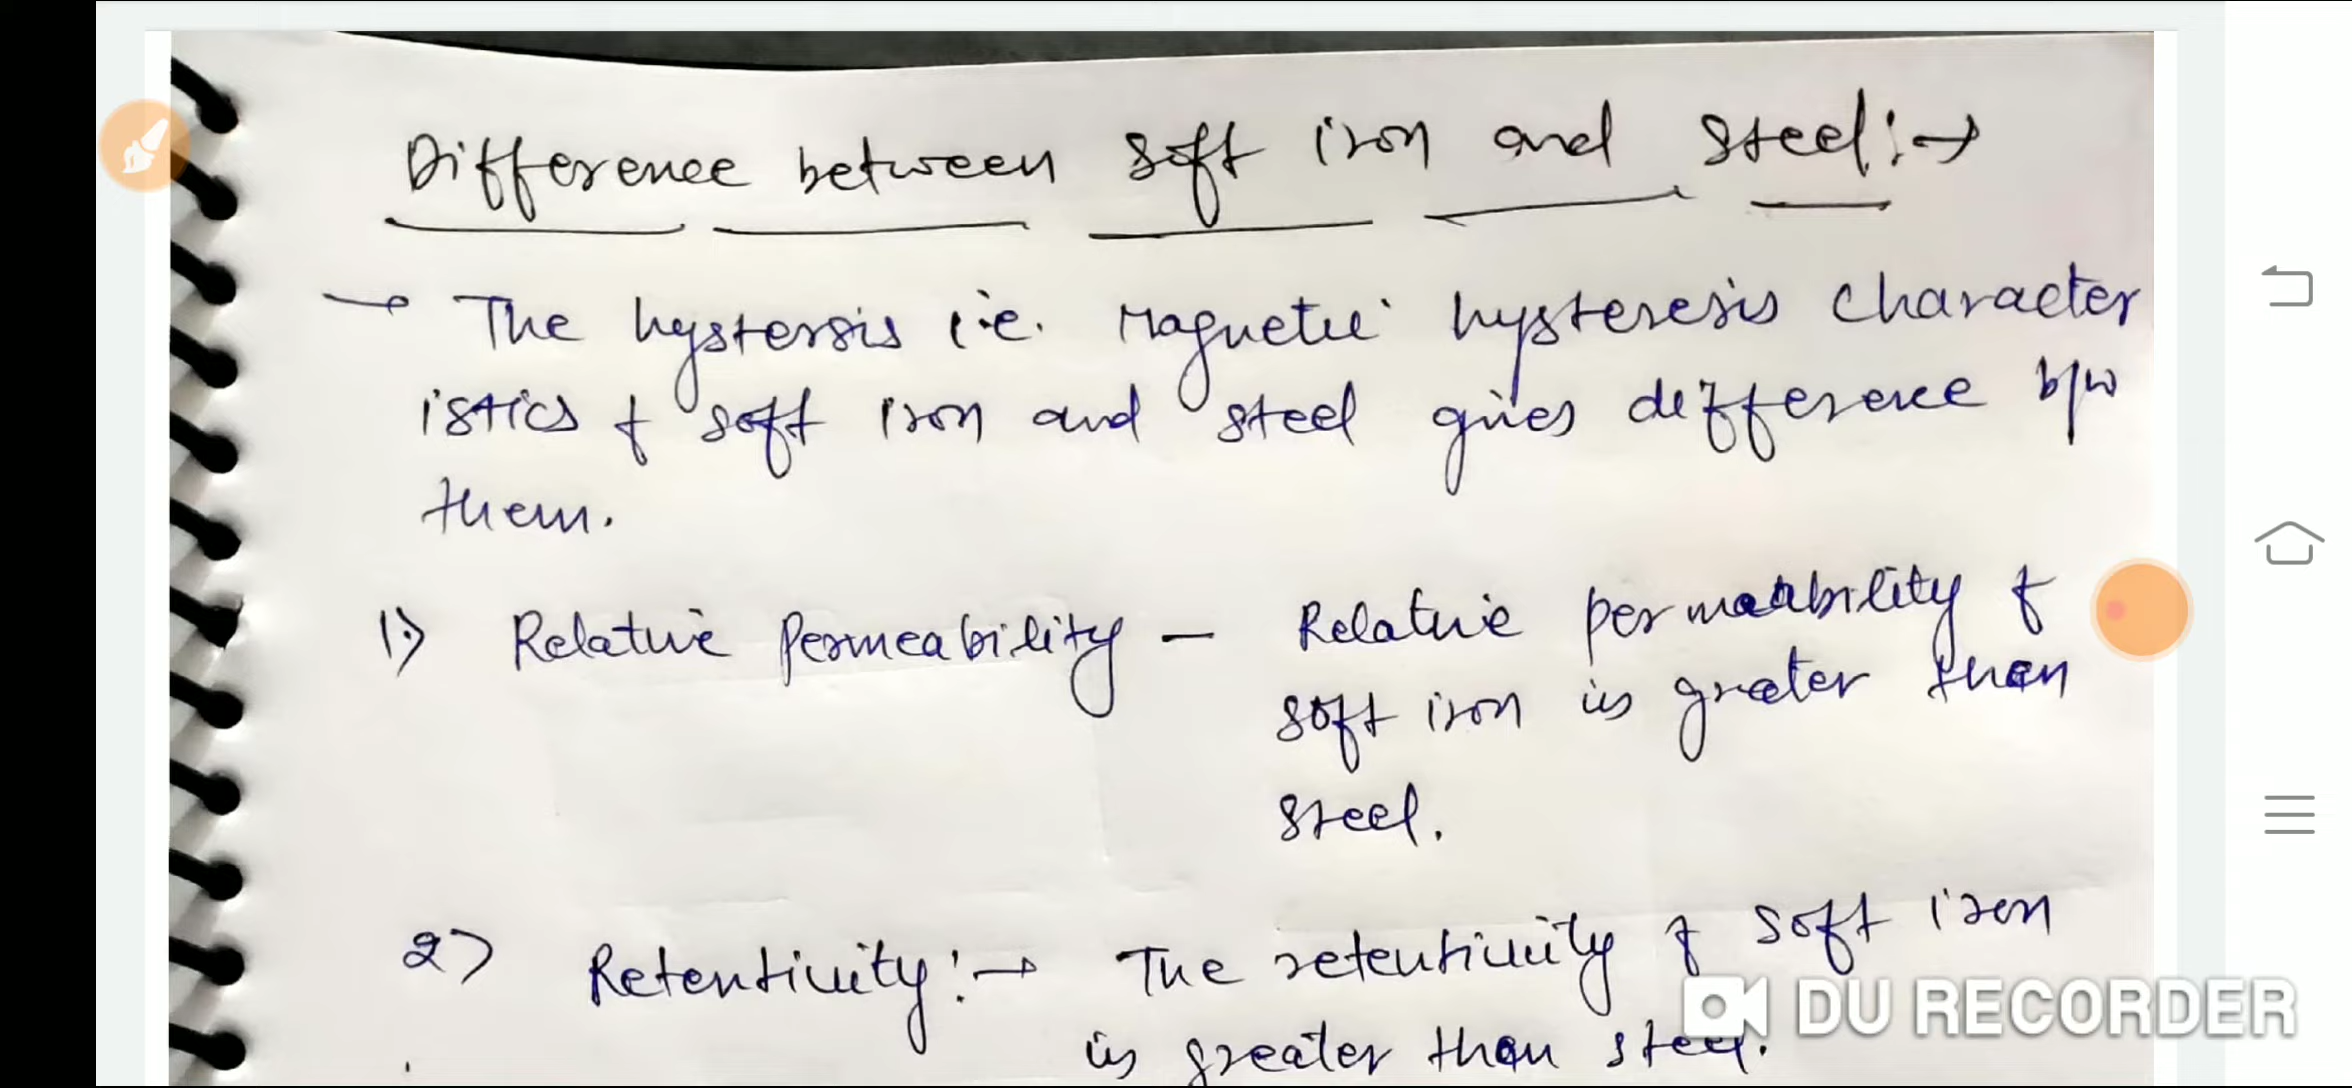 Difference between soft iron and steel:→
→ The hystersis i.e. Magnetic hysteresis character
istics of soft iron and steel gives difference b/w
them.
1.) Relative Permeability — Relative permeability of
soft iron is greater than
steel.
2) Retentivity:→ The retentivity of soft iron
is greater than steel.
DU RECORDER